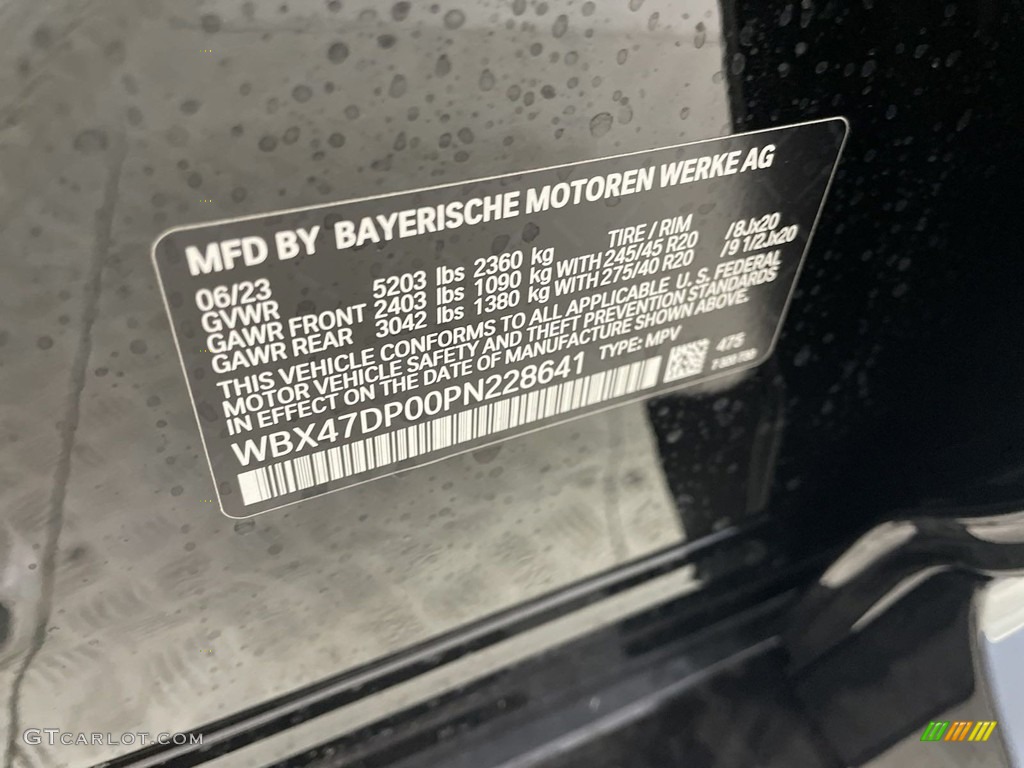 MFD BY BAYERISCHE MOTOREN WERKE AG
06/23 TIRE / RIM
GVWR 5203 lbs 2360 kg
GAWR FRONT 2403 lbs 1090 kg WITH 245/45 R20 /8Jx20
GAWR REAR 3042 lbs 1380 kg WITH 275/40 R20 /9 1/2Jx20
THIS VEHICLE CONFORMS TO ALL APPLICABLE U. S. FEDERAL
MOTOR VEHICLE SAFETY AND THEFT PREVENTION STANDARDS
IN EFFECT ON THE DATE OF MANUFACTURE SHOWN ABOVE.
WBX47DP00PN228641 TYPE: MPV 475
GTCARLOT.COM